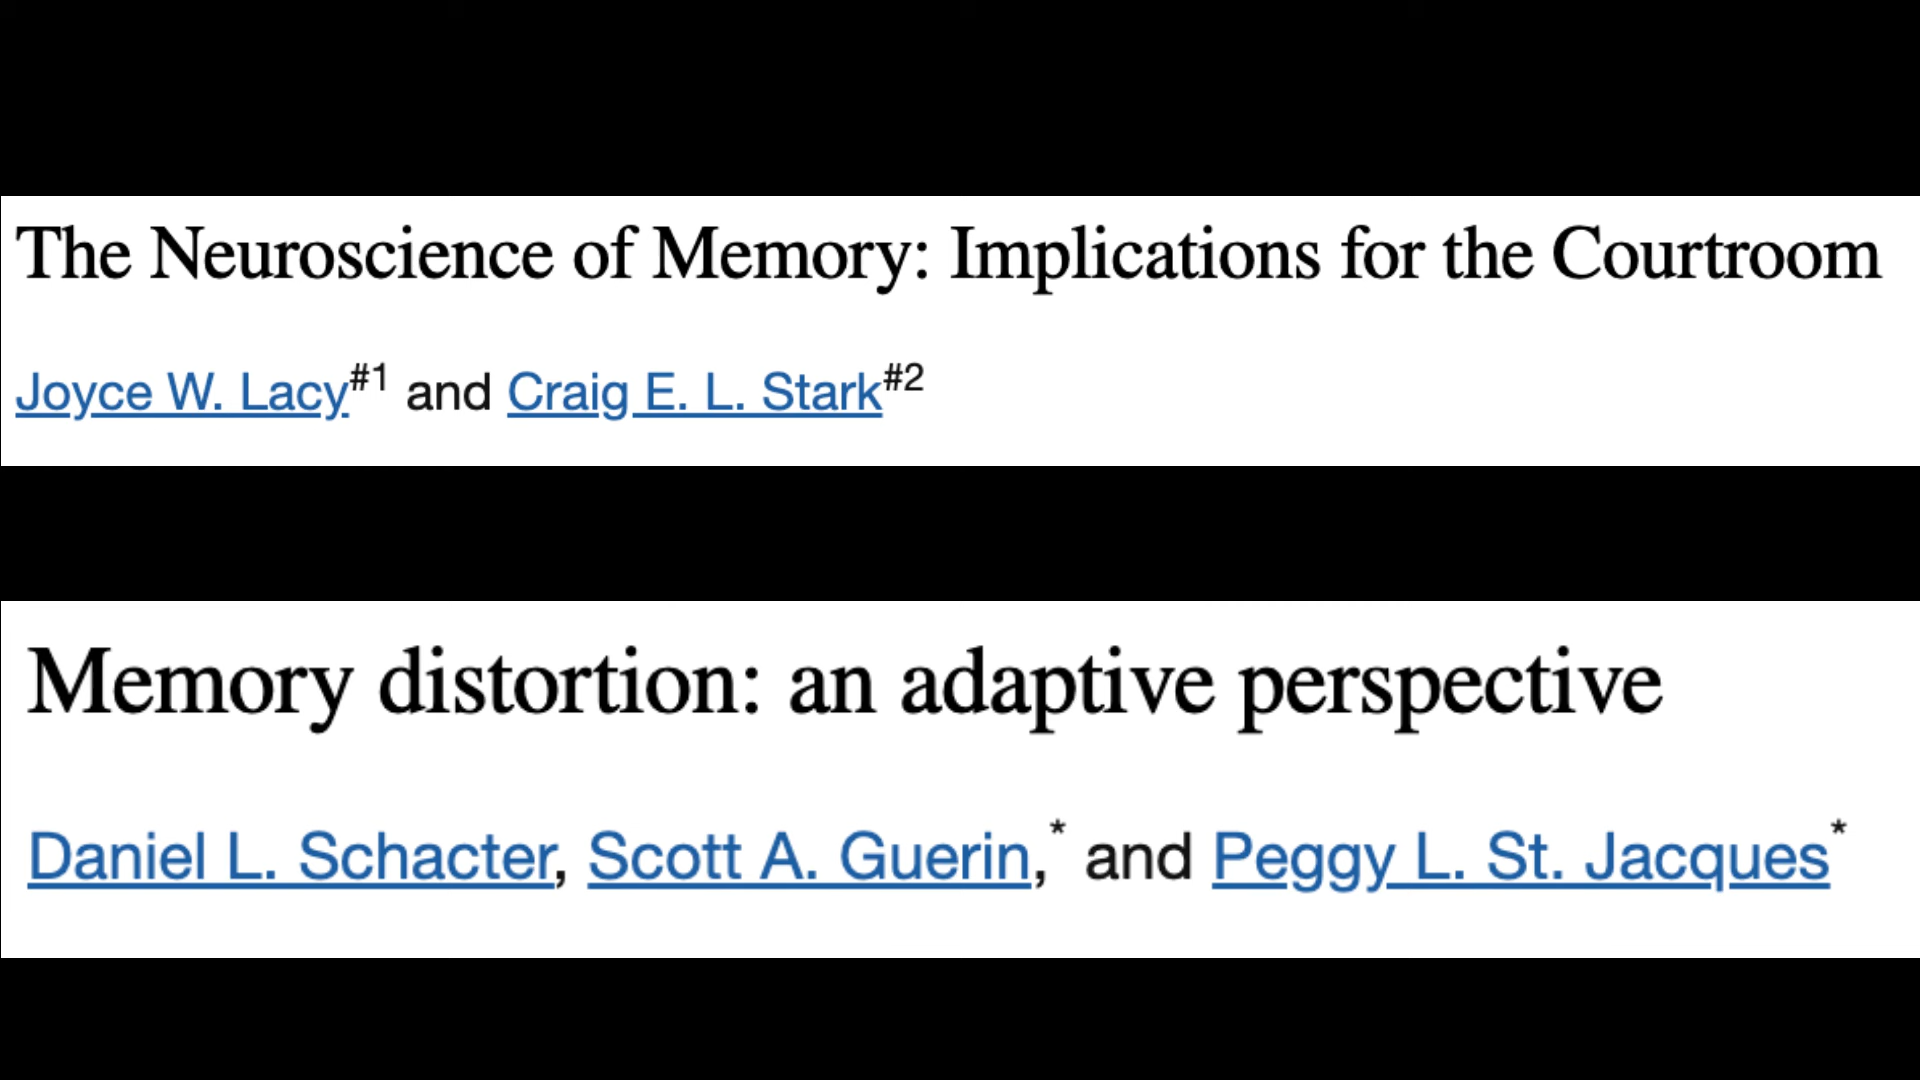 The Neuroscience of Memory: Implications for the Courtroom
Joyce W. Lacy#1 and Craig E. L. Stark#2
Memory distortion: an adaptive perspective
Daniel L. Schacter, Scott A. Guerin,* and Peggy L. St. Jacques*